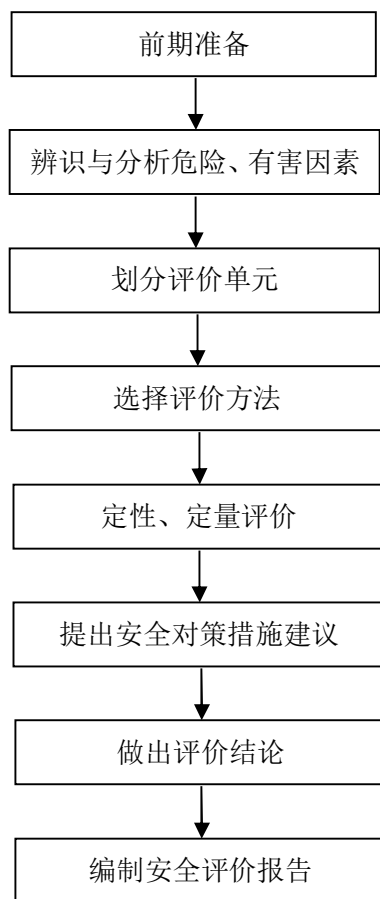 前期准备
辨识与分析危险、有害因素
划分评价单元
选择评价方法
定性、定量评价
提出安全对策措施建议
做出评价结论
编制安全评价报告